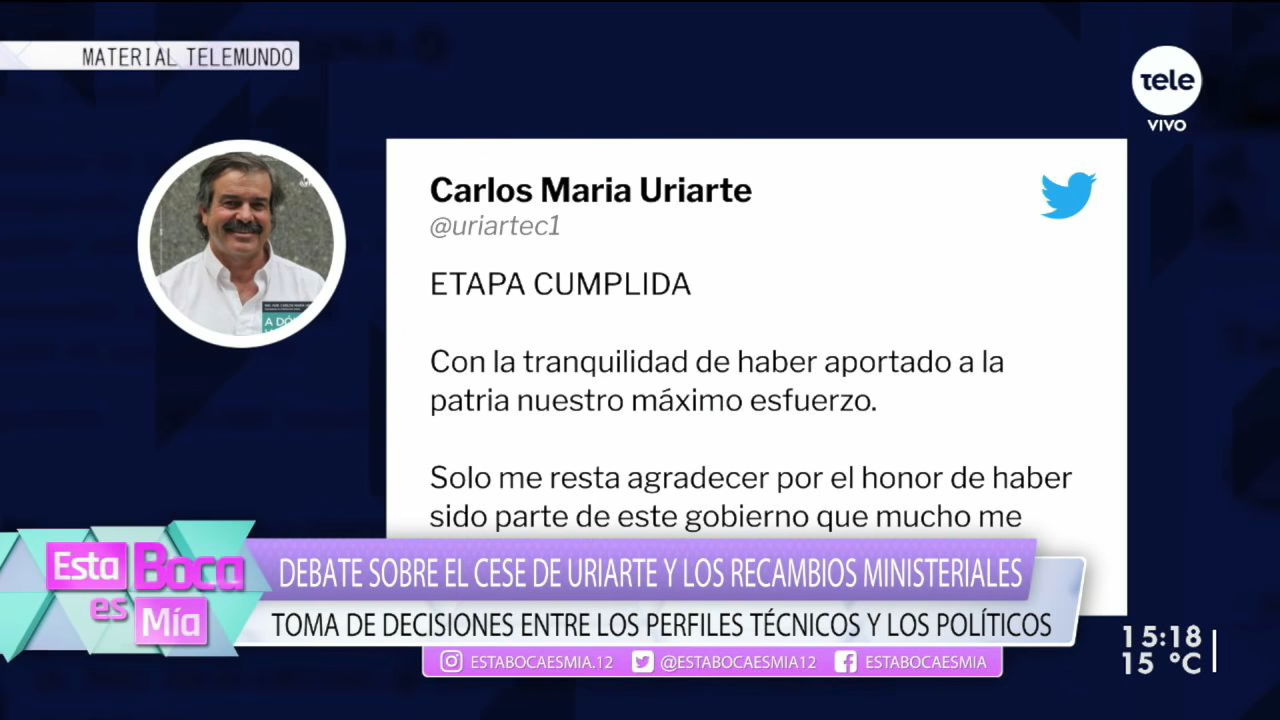 MATERIAL TELEMUNDO
tele
VIVO
Carlos Maria Uriarte
@uriartec1
ETAPA CUMPLIDA
Con la tranquilidad de haber aportado a la
patria nuestro máximo esfuerzo.
Solo me resta agradecer por el honor de haber
sido parte de este gobierno que mucho me
A DÓ
Esta Boca es Mía
DEBATE SOBRE EL CESE DE URIARTE Y LOS RECAMBIOS MINISTERIALES
TOMA DE DECISIONES ENTRE LOS PERFILES TÉCNICOS Y LOS POLÍTICOS
ESTABOCAESMIA.12 @ESTABOCAESMIA12 ESTABOCAESMIA
15:18
15 °C